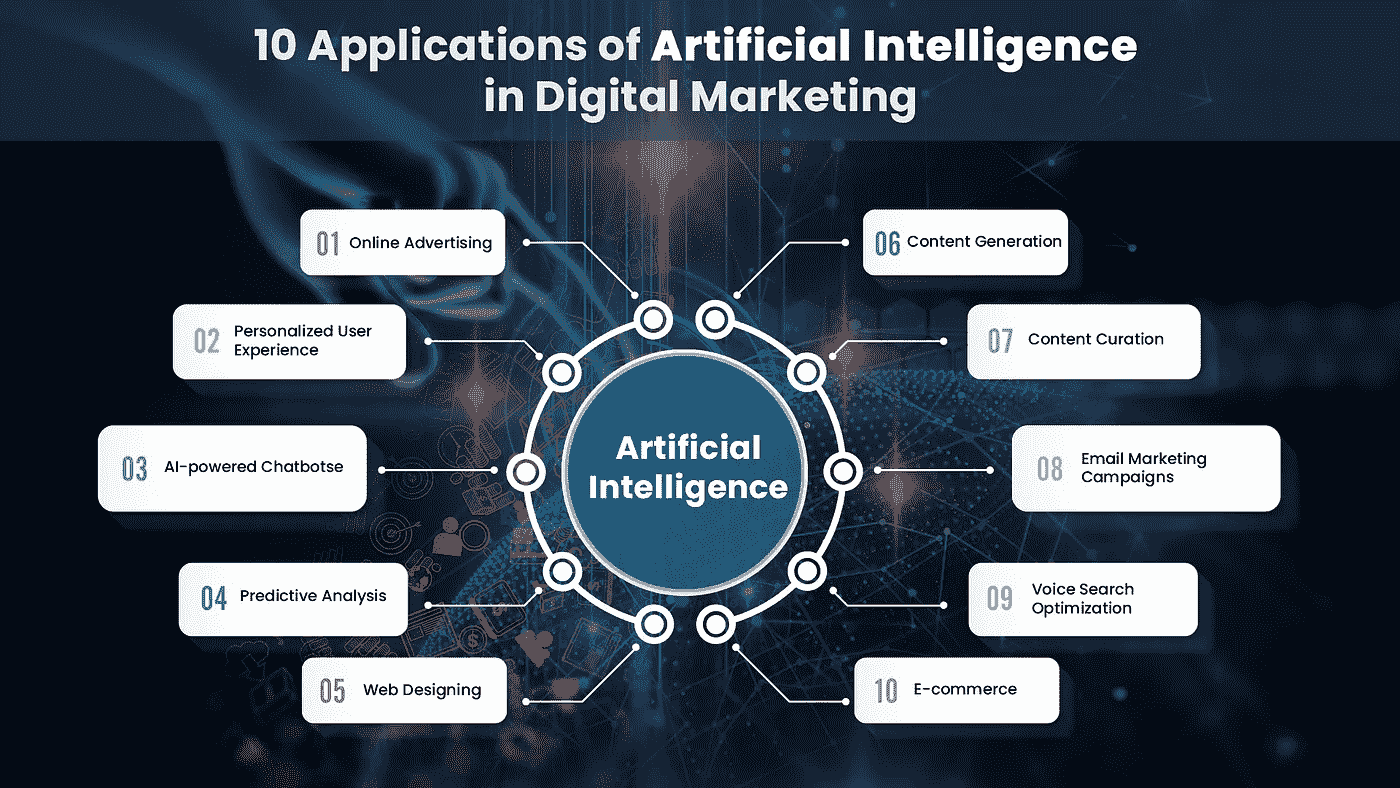 10 Applications of Artificial Intelligence
in Digital Marketing
01 Online Advertising
02 Personalized User
Experience
03 AI-powered Chatbotse
04 Predictive Analysis
05 Web Designing
Artificial
Intelligence
06 Content Generation
07 Content Curation
08 Email Marketing
Campaigns
09 Voice Search
Optimization
10 E-commerce